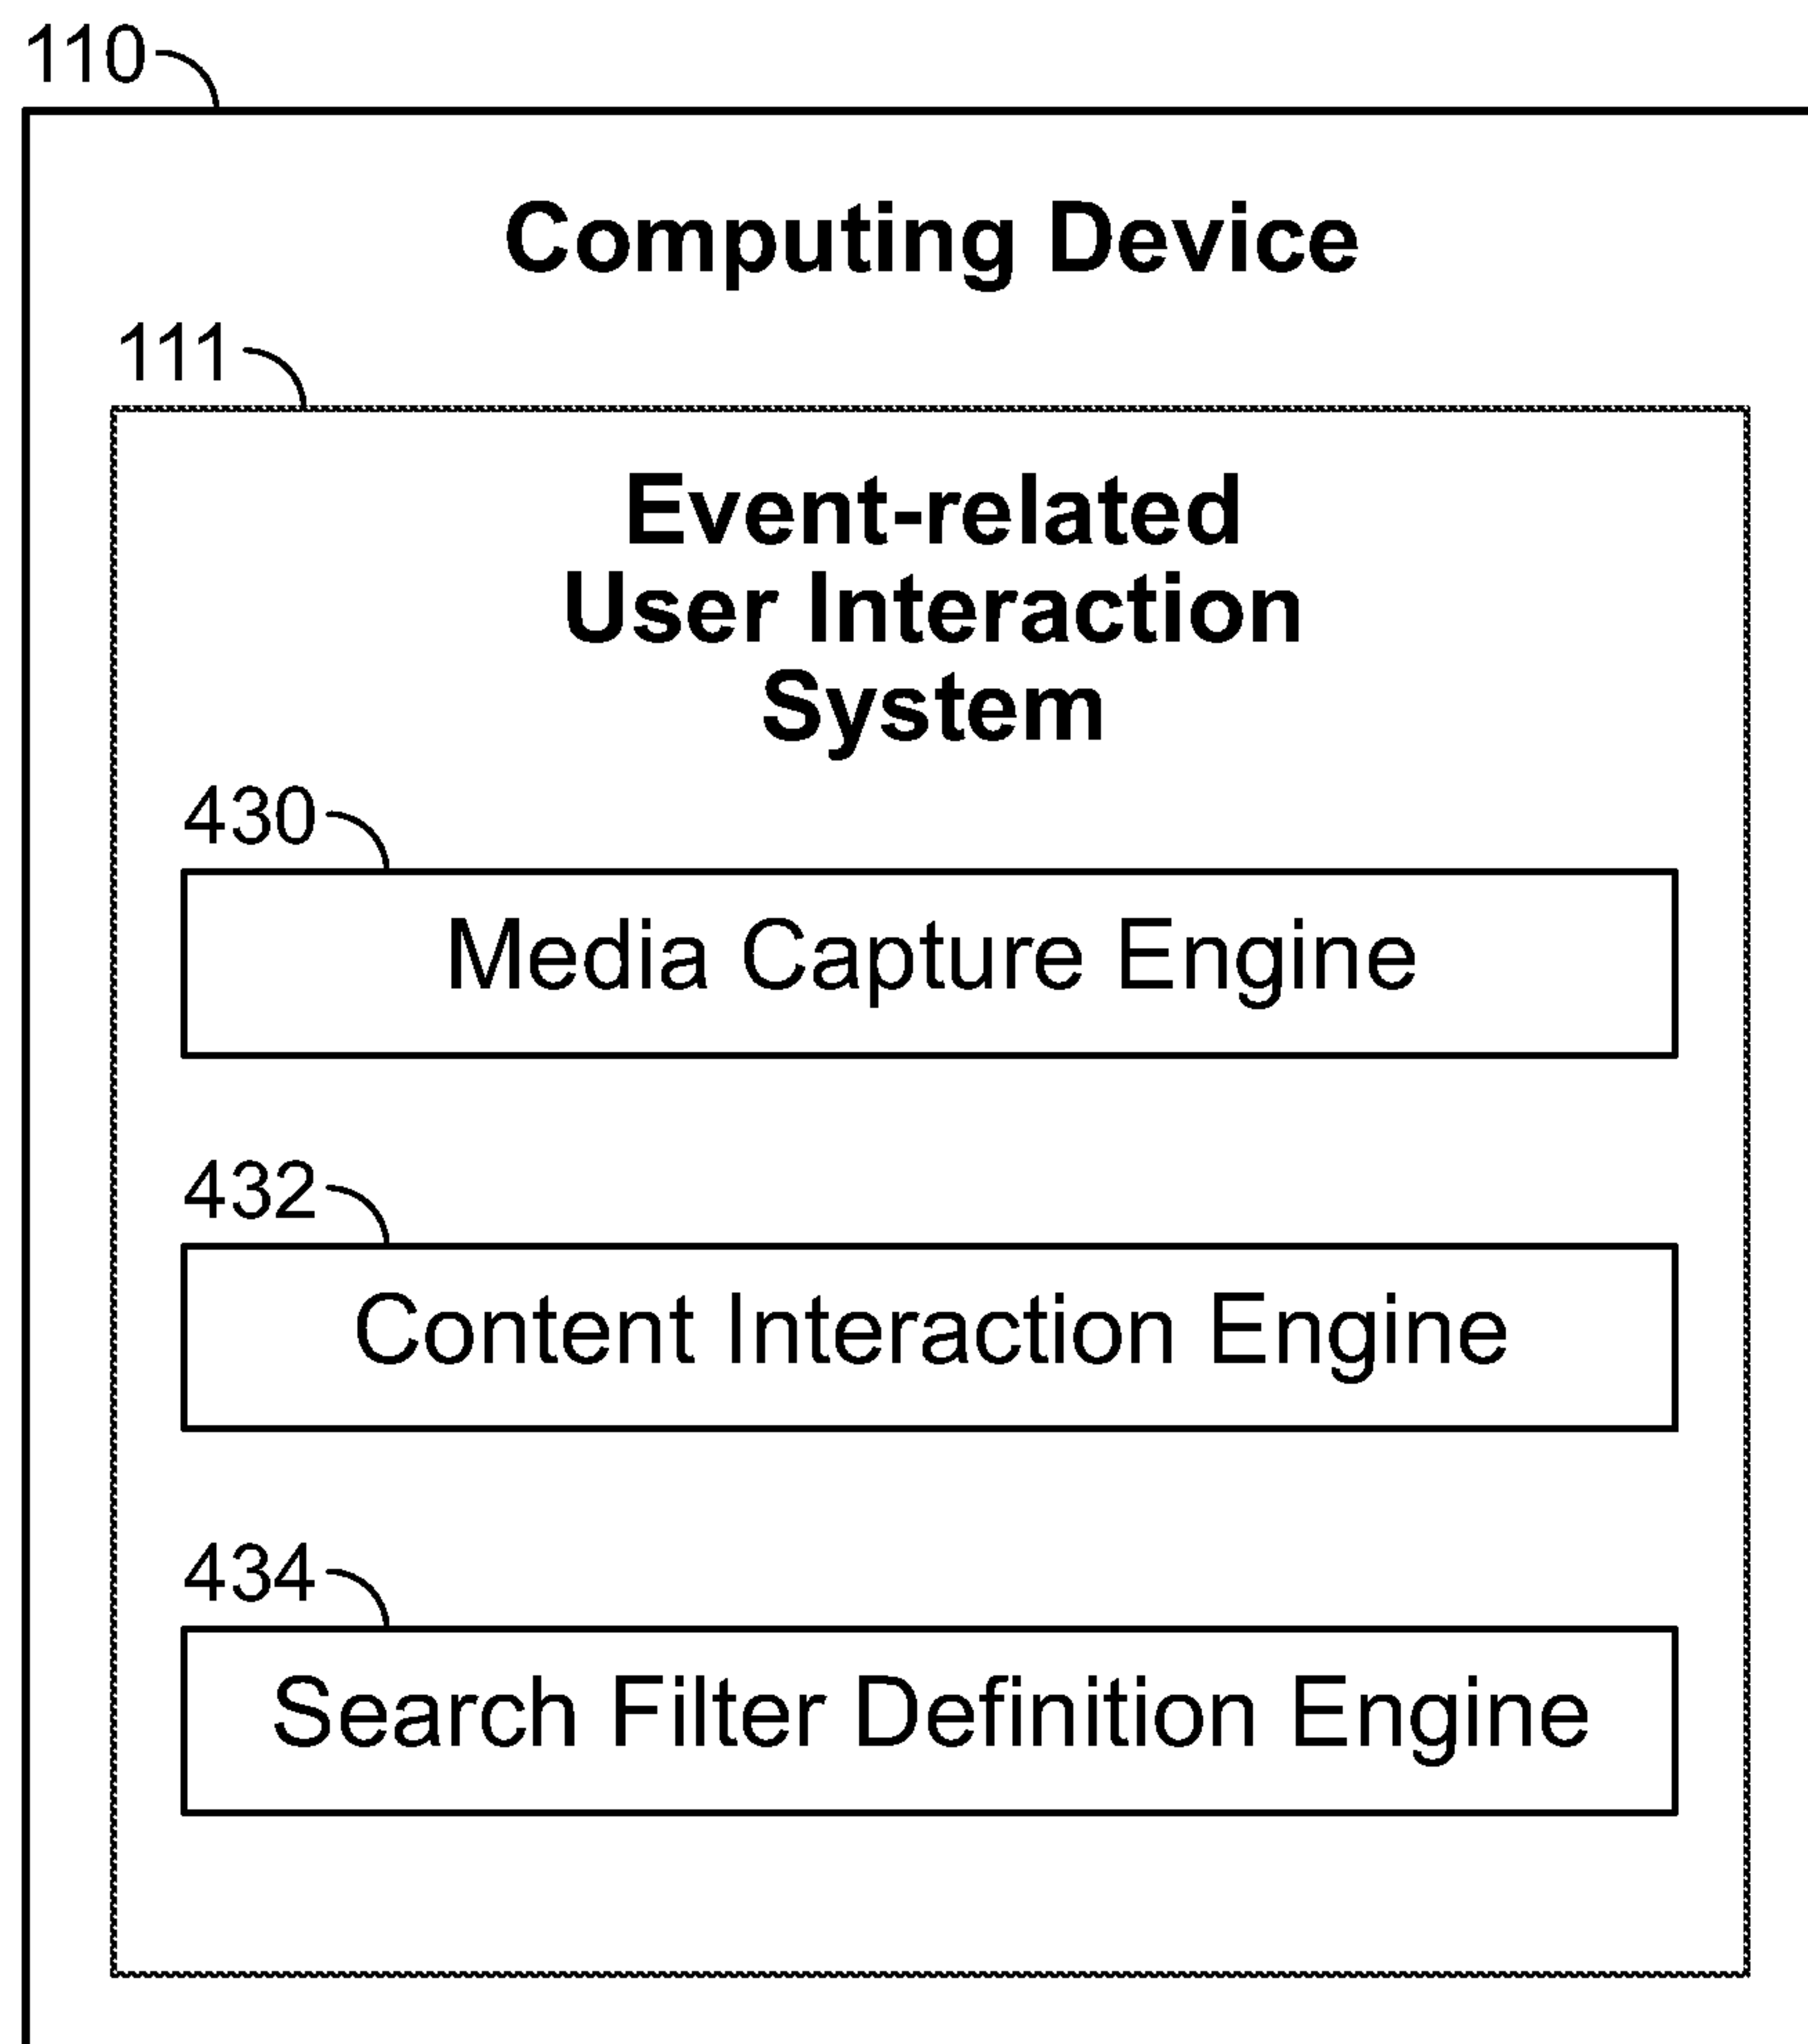 110
Computing Device
111
Event-related
User Interaction
System
430
Media Capture Engine
432
Content Interaction Engine
434
Search Filter Definition Engine